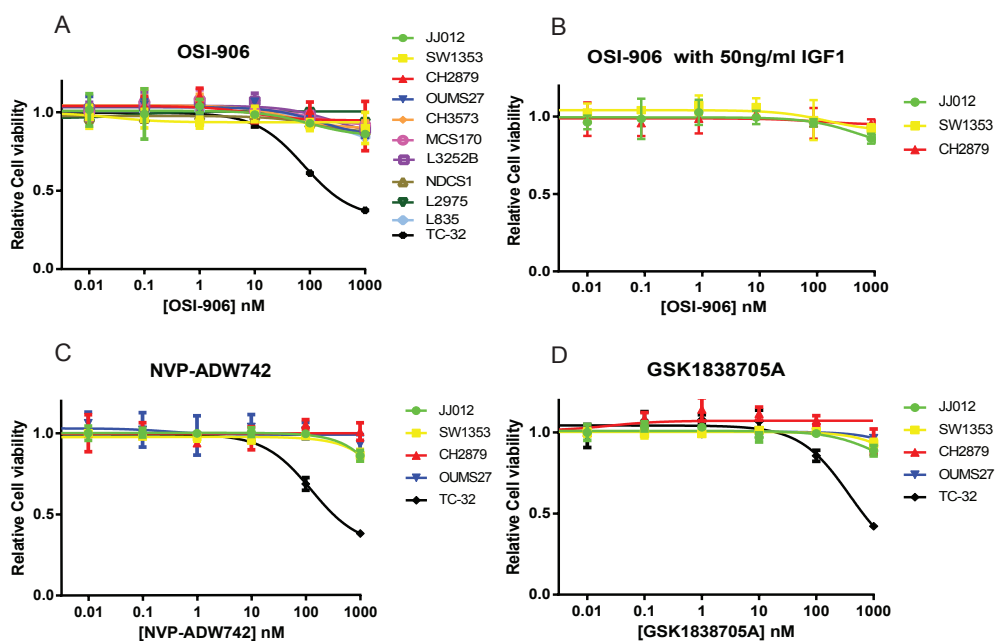 A
OSI-906
Relative Cell viability
1.0
0.5
0.0
0.01 0.1 1 10 100 1000
[OSI-906] nM
JJ012
SW1353
CH2879
OUMS27
CH3573
MCS170
L3252B
NDCS1
L2975
L835
TC-32
B
OSI-906 with 50ng/ml IGF1
Relative Cell viability
1.0
0.5
0.0
0.01 0.1 1 10 100 1000
[OSI-906] nM
JJ012
SW1353
CH2879
C
NVP-ADW742
Relative Cell viability
1.0
0.5
0.0
0.01 0.1 1 10 100 1000
[NVP-ADW742] nM
JJ012
SW1353
CH2879
OUMS27
TC-32
D
GSK1838705A
Relative Cell viability
1.0
0.5
0.0
0.01 0.1 1 10 100 1000
[GSK1838705A] nM
JJ012
SW1353
CH2879
OUMS27
TC-32